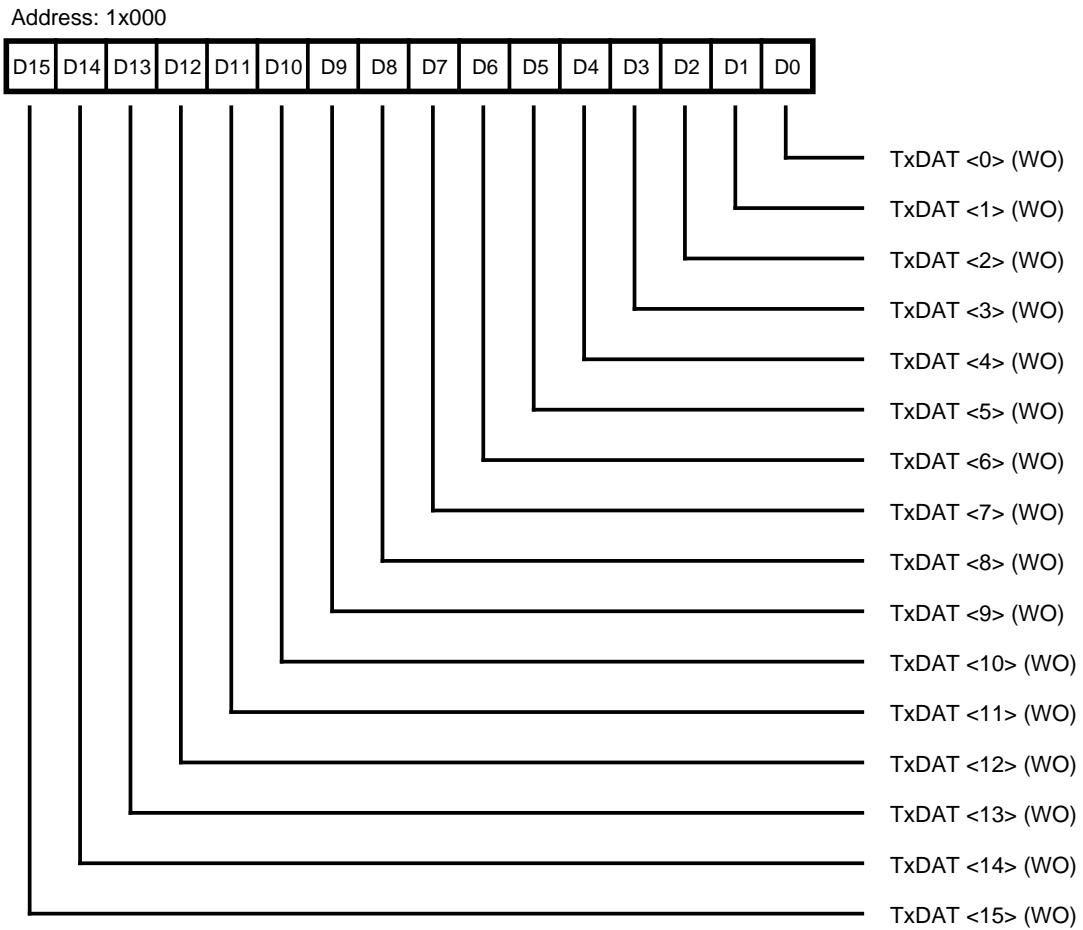 Address: 1x000
D15 D14 D13 D12 D11 D10 D9 D8 D7 D6 D5 D4 D3 D2 D1 D0
TxDAT <0> (WO)
TxDAT <1> (WO)
TxDAT <2> (WO)
TxDAT <3> (WO)
TxDAT <4> (WO)
TxDAT <5> (WO)
TxDAT <6> (WO)
TxDAT <7> (WO)
TxDAT <8> (WO)
TxDAT <9> (WO)
TxDAT <10> (WO)
TxDAT <11> (WO)
TxDAT <12> (WO)
TxDAT <13> (WO)
TxDAT <14> (WO)
TxDAT <15> (WO)